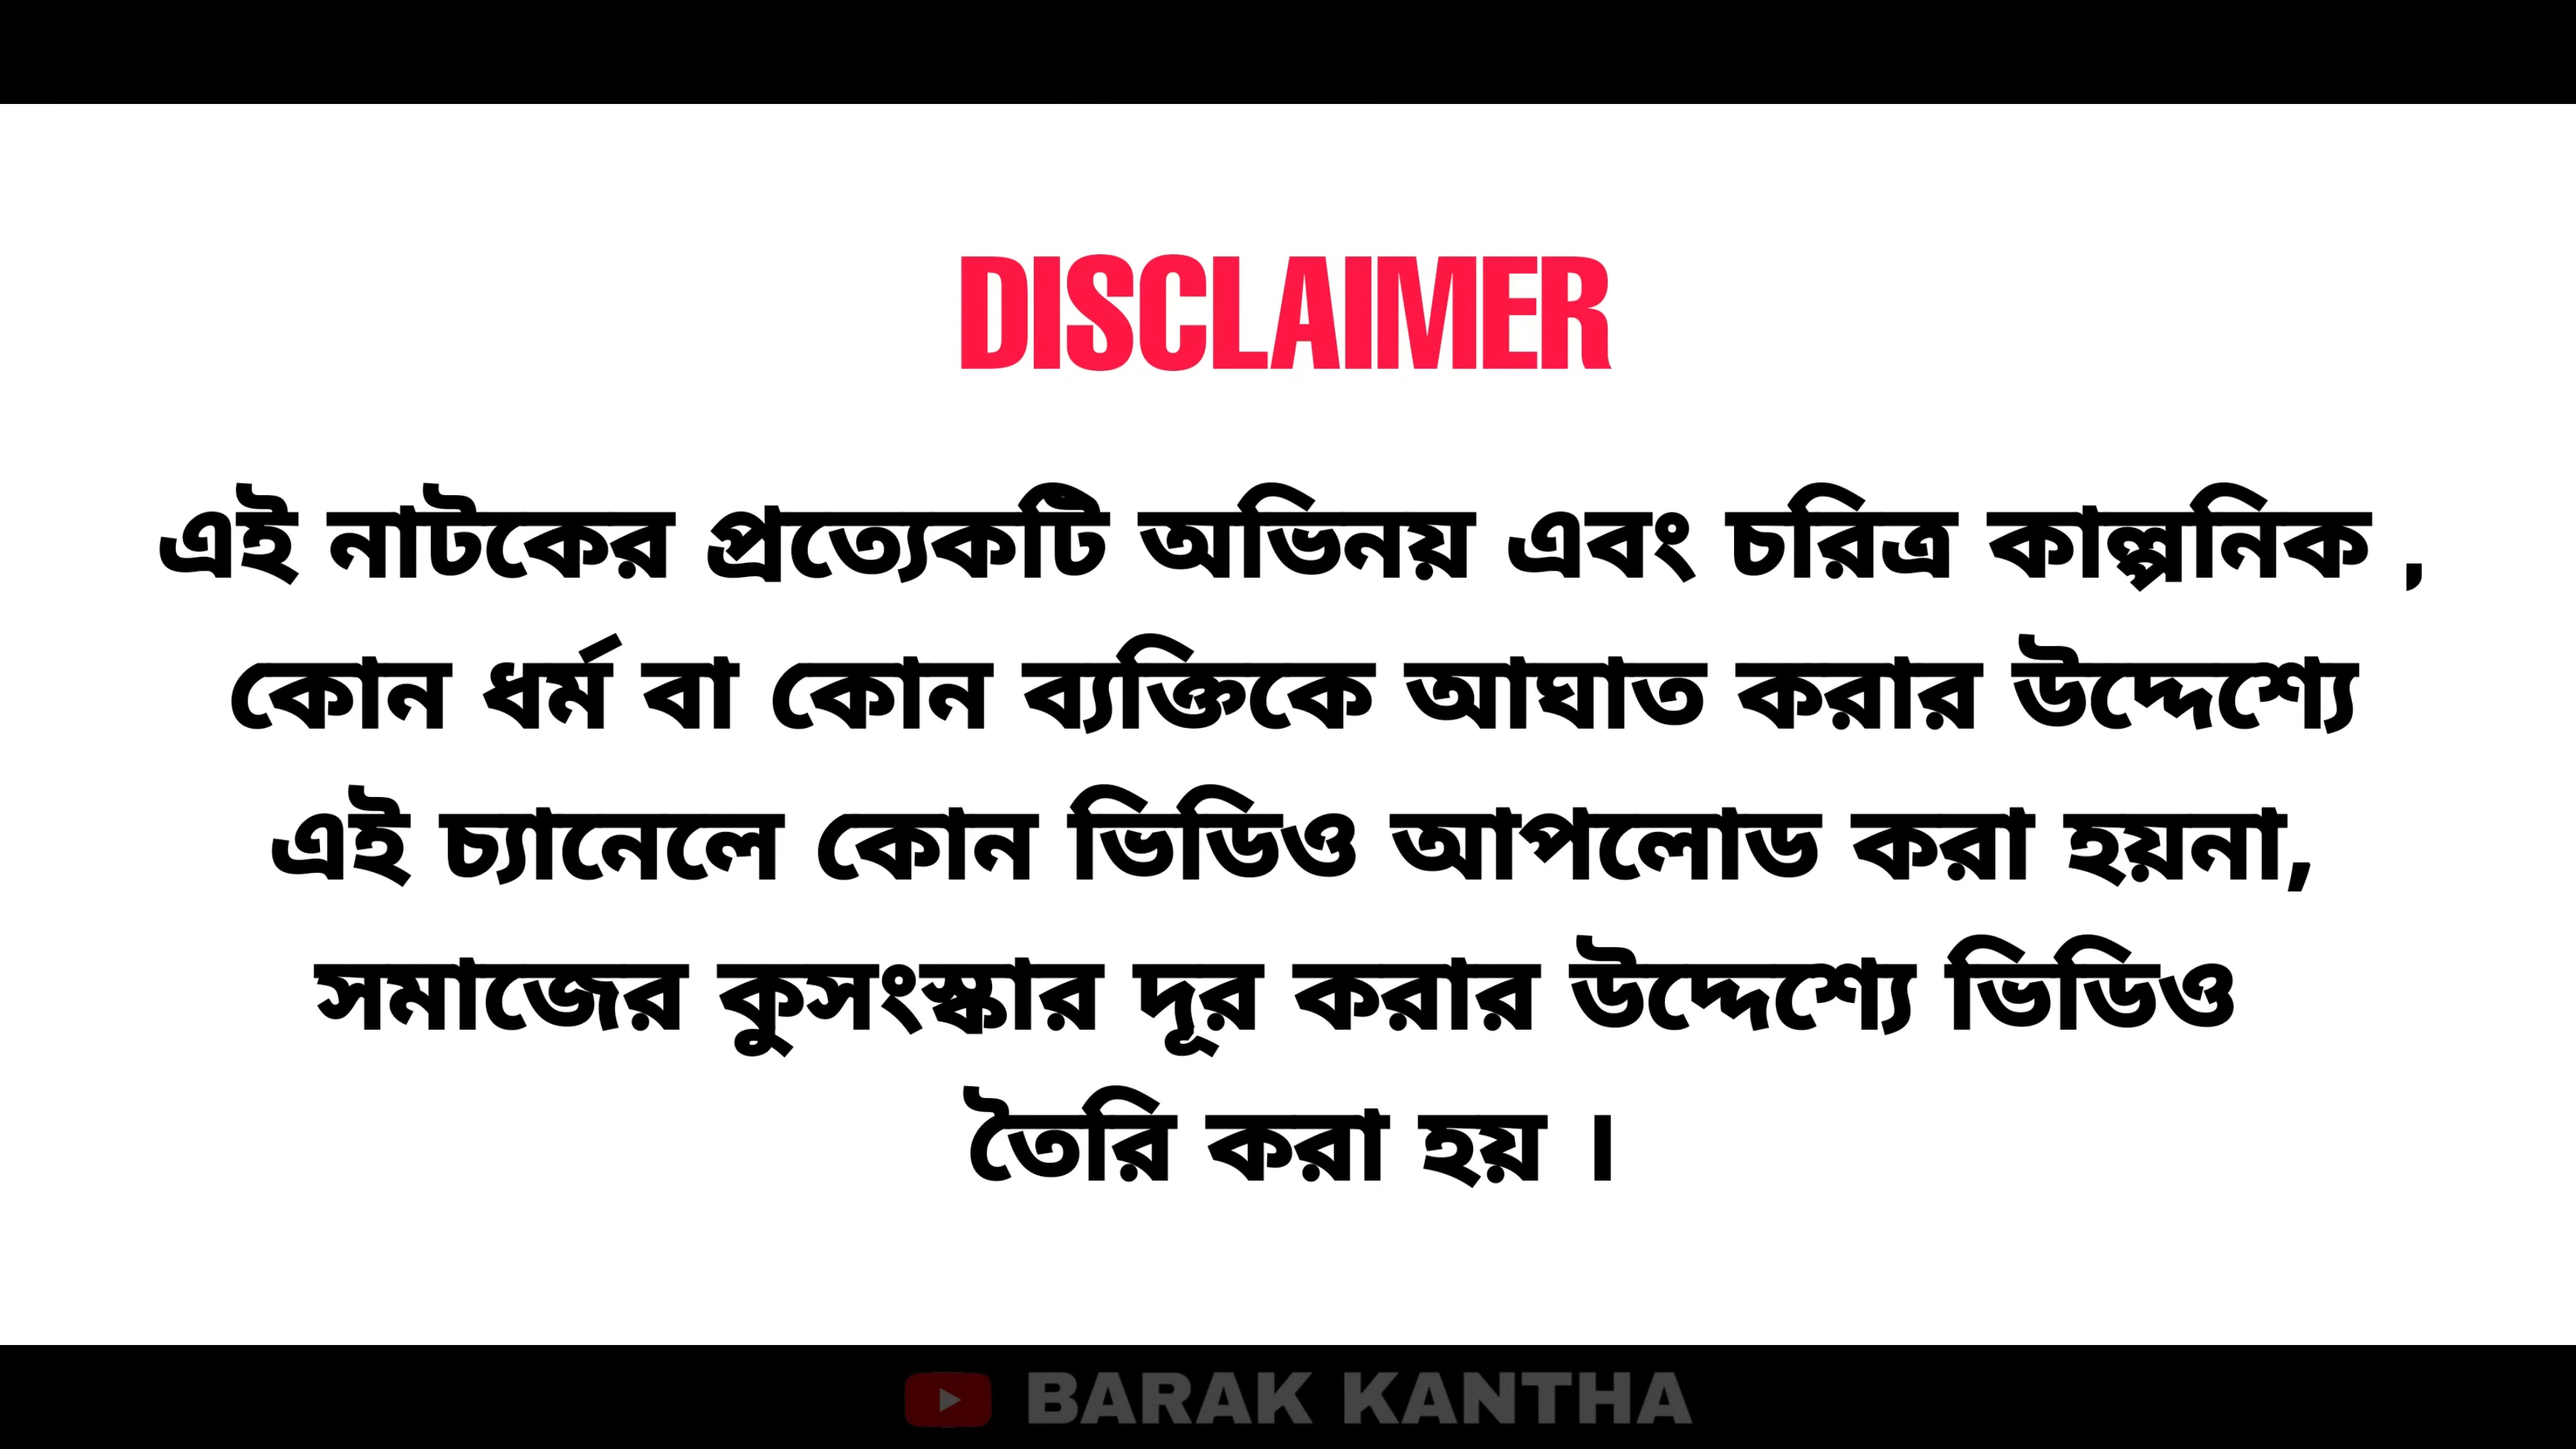 DISCLAIMER
এই নাটকের প্রত্যেকটি অভিনয় এবং চরিত্র কাল্পনিক ,
কোন ধর্ম বা কোন ব্যক্তিকে আঘাত করার উদ্দেশ্যে
এই চ্যানেলে কোন ভিডিও আপলোড করা হয়না,
সমাজের কুসংস্কার দূর করার উদ্দেশ্যে ভিডিও
তৈরি করা হয় ।
BARAK KANTHA